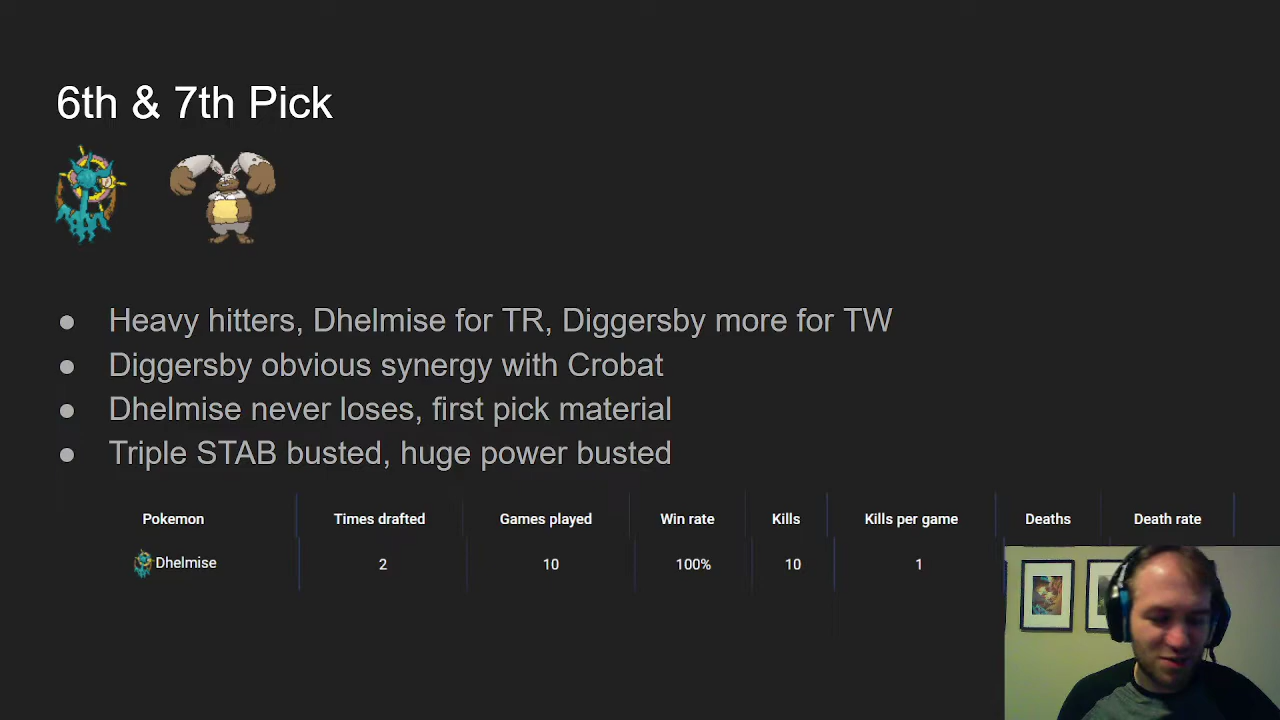 6th & 7th Pick
● Heavy hitters, Dhelmise for TR, Diggersby more for TW
● Diggersby obvious synergy with Crobat
● Dhelmise never loses, first pick material
● Triple STAB busted, huge power busted
Pokemon Times drafted Games played Win rate Kills Kills per game Deaths Death rate
Dhelmise 2 10 100% 10 1